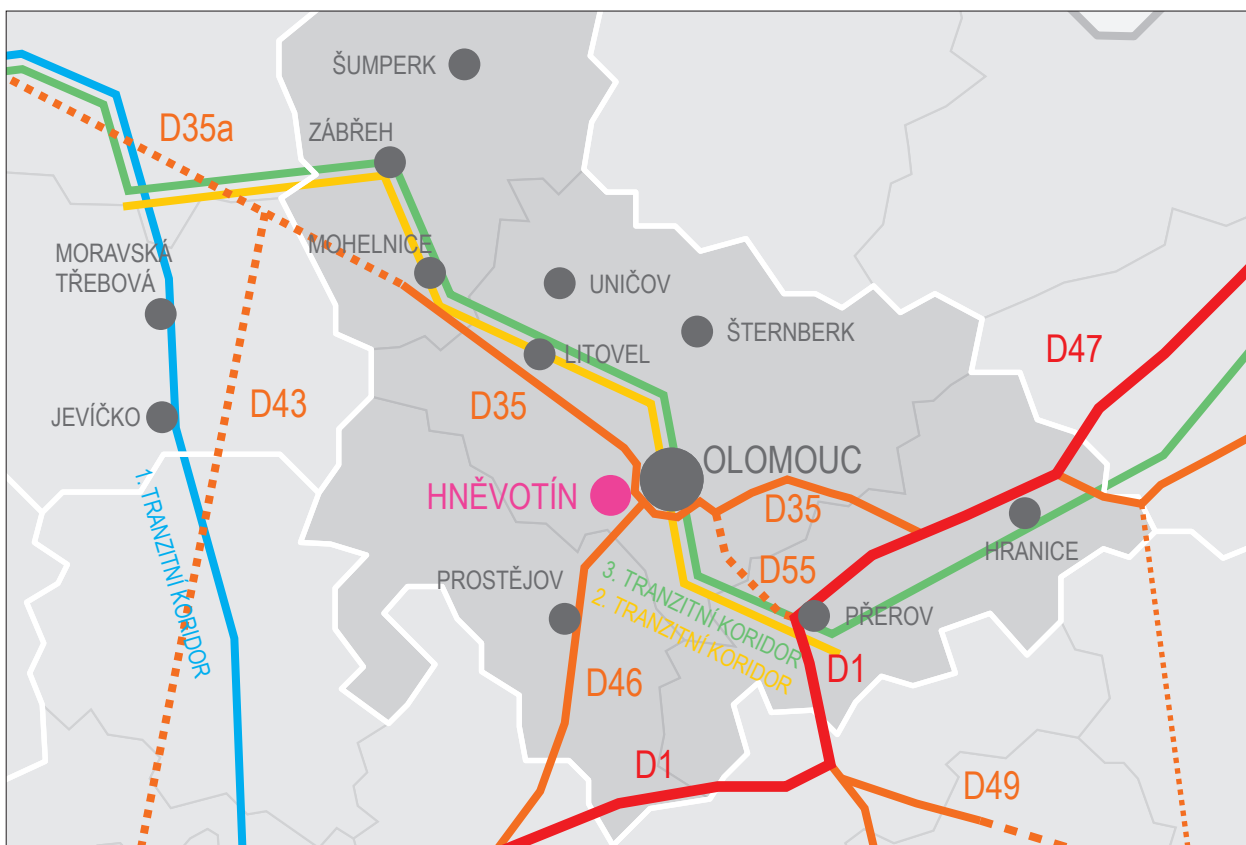 ŠUMPERK
D35a
ZÁBŘEH
MOHELNICE
MORAVSKÁ
TŘEBOVÁ
UNIČOV
ŠTERNBERK
D47
LITOVEL
D35
D43
JEVÍČKO
OLOMOUC
HNĚVOTÍN
1. TRANZITNÍ KORIDOR
D35
HRANICE
D55
PROSTĚJOV
3. TRANZITNÍ KORIDOR
2. TRANZITNÍ KORIDOR
PŘEROV
D46
D1
D1
D49